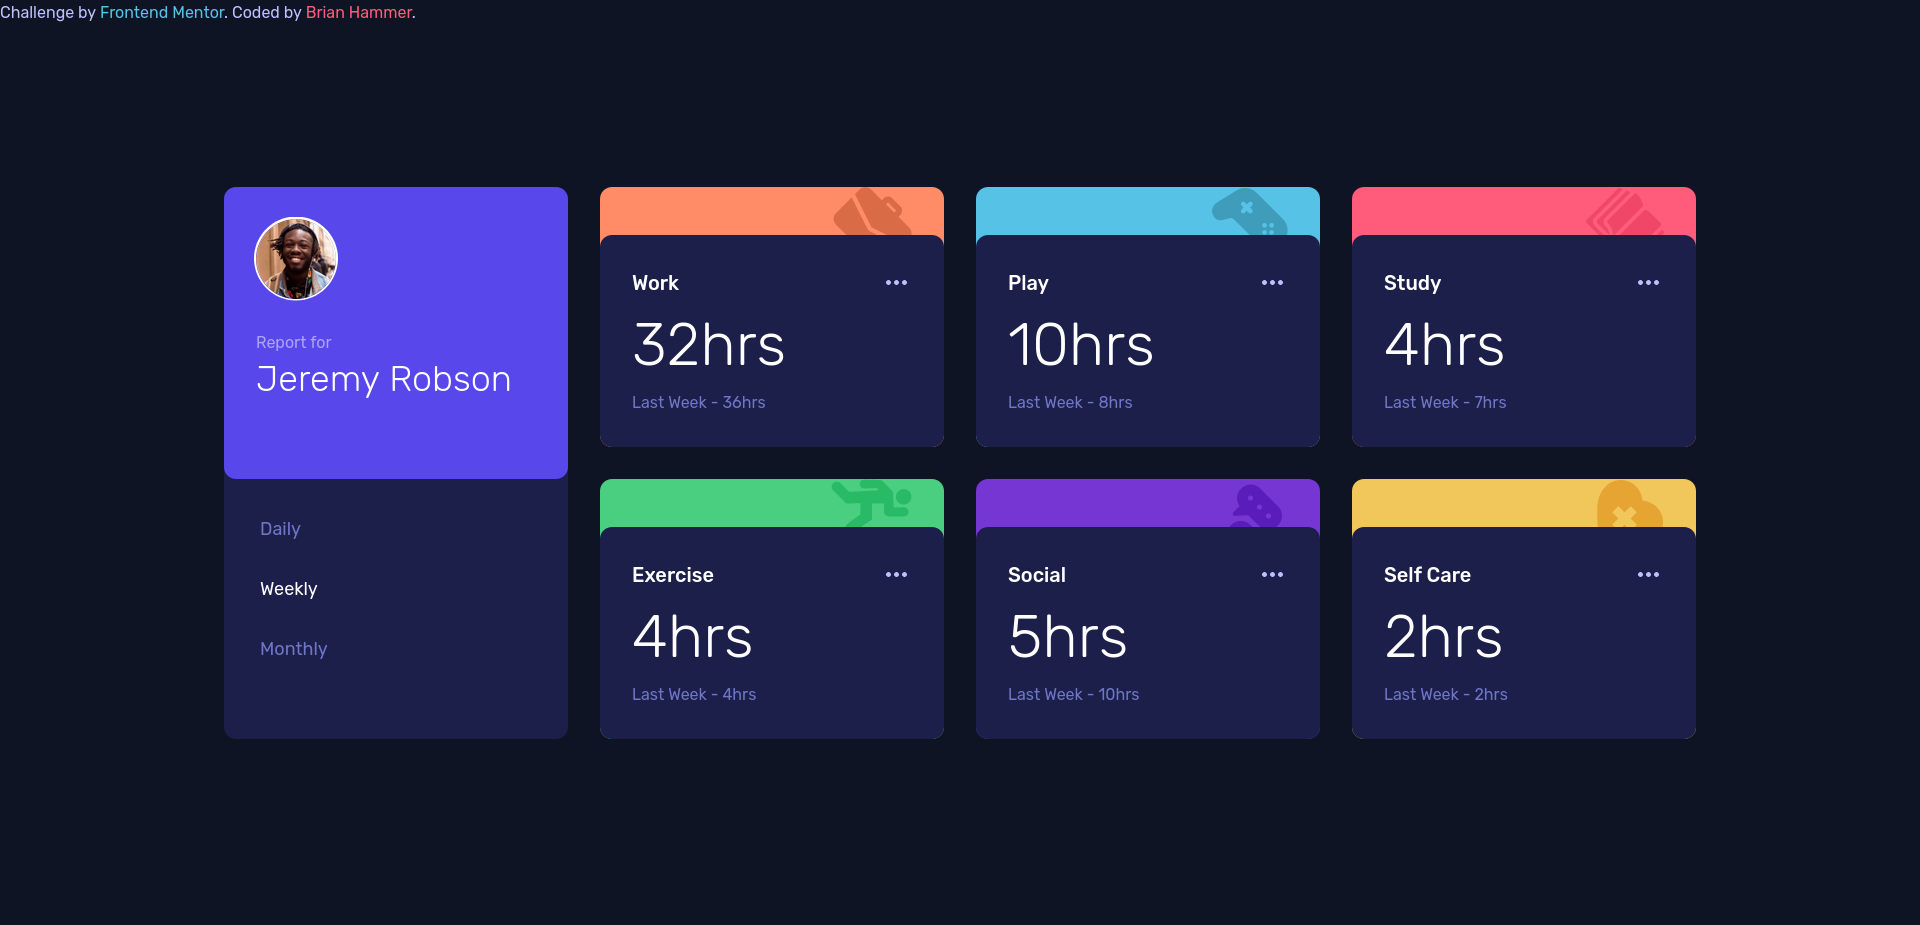 Challenge by Frontend Mentor. Coded by Brian Hammer.
Report for
Jeremy Robson
Daily
Weekly
Monthly
Work
32hrs
Last Week - 36hrs
Play
10hrs
Last Week - 8hrs
Study
4hrs
Last Week - 7hrs
Exercise
4hrs
Last Week - 4hrs
Social
5hrs
Last Week - 10hrs
Self Care
2hrs
Last Week - 2hrs